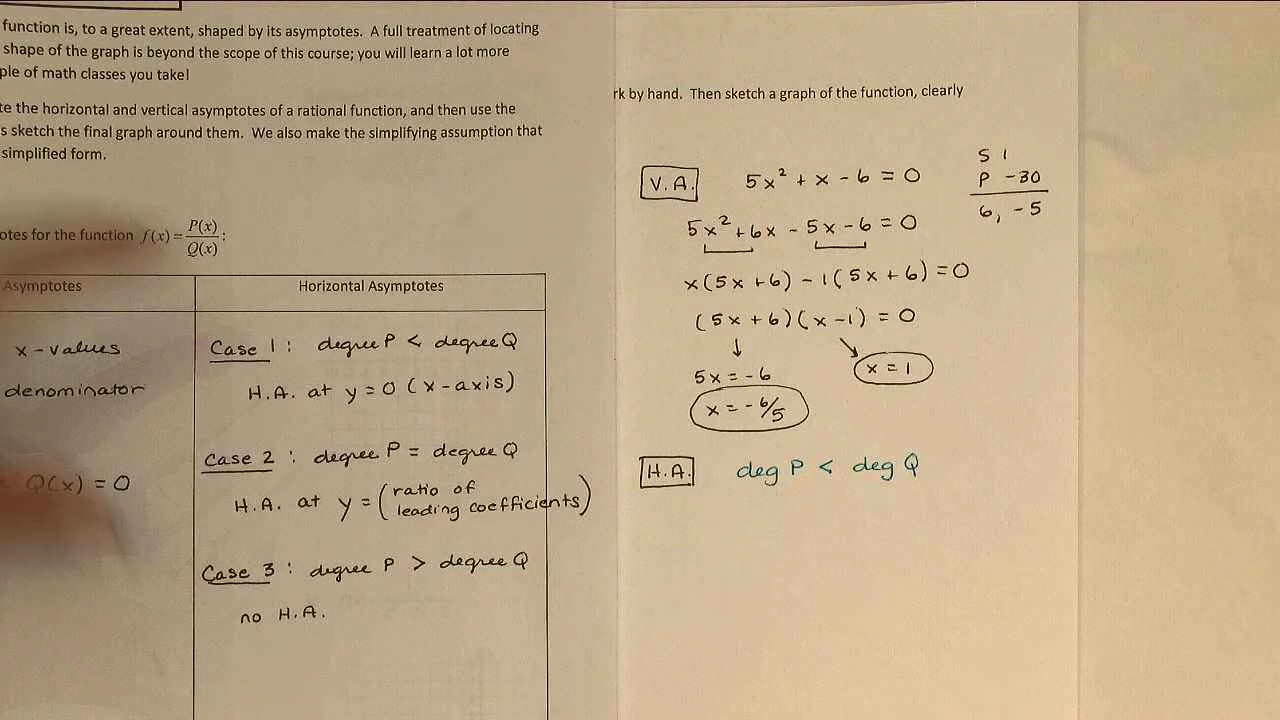 function is, to a great extent, shaped by its asymptotes. A full treatment of locating
shape of the graph is beyond the scope of this course; you will learn a lot more
ple of math classes you take!
te the horizontal and vertical asymptotes of a rational function, and then use the
s sketch the final graph around them. We also make the simplifying assumption that
simplified form.
otes for the function f(x) = P(x)/Q(x):
Asymptotes
Horizontal Asymptotes
x-values
denominator
Q(x) = 0
Case 1: degree P < degree Q
H.A. at y = 0 (x-axis)
Case 2: degree P = degree Q
H.A. at y = (ratio of
leading coefficients)
Case 3: degree P > degree Q
no H.A.
rk by hand. Then sketch a graph of the function, clearly
V.A. 5x² + x - 6 = 0
S 1
P -30
6, -5
5x² + 6x - 5x - 6 = 0
x(5x + 6) - 1(5x + 6) = 0
(5x + 6)(x - 1) = 0
↓ ↘
5x = -6
x = 1
x = -6/5
H.A. deg P < deg Q